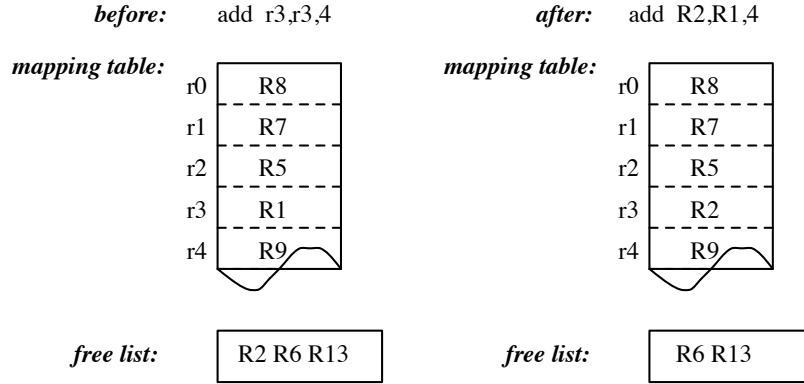 before: add r3,r3,4 after: add R2,R1,4
mapping table: mapping table:
r0 R8 r0 R8
r1 R7 r1 R7
r2 R5 r2 R5
r3 R1 r3 R2
r4 R9 r4 R9
free list: R2 R6 R13 free list: R6 R13